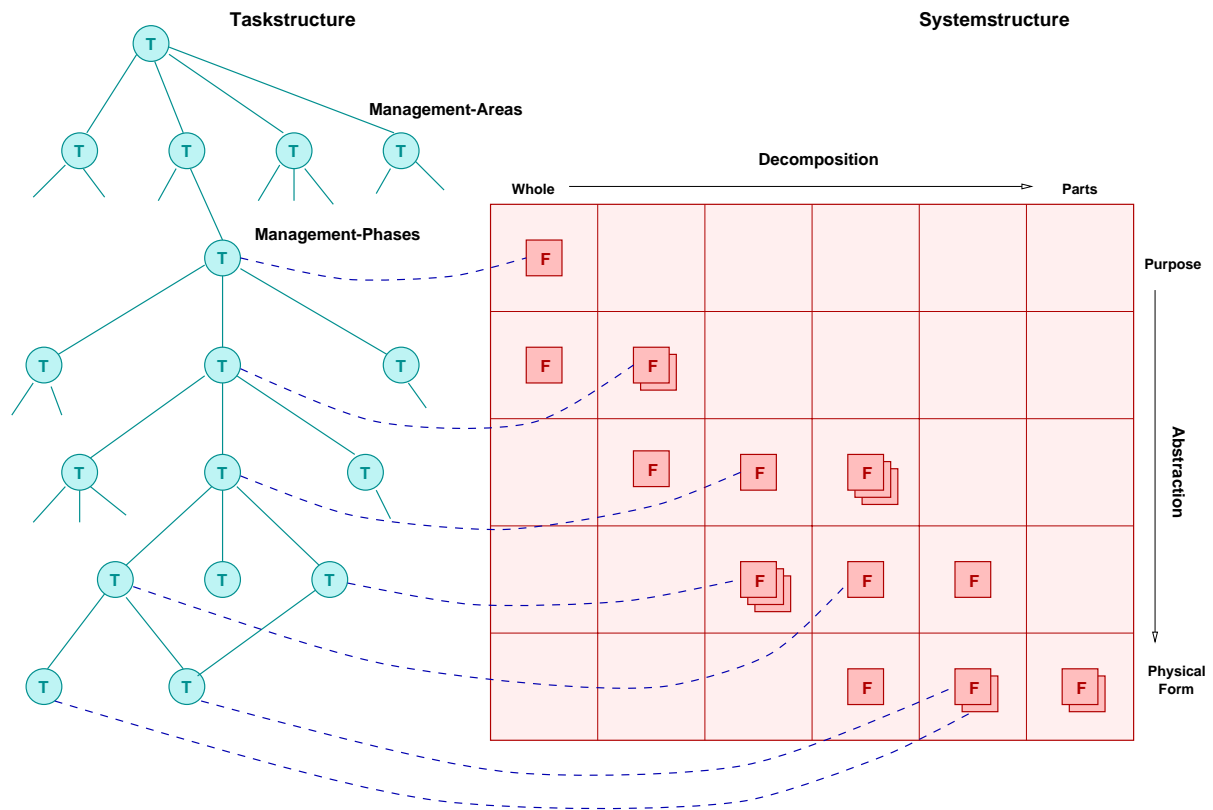 Taskstructure
Systemstructure
T
Management-Areas
T T T T
Decomposition
Whole
Parts
Management-Phases
T
F
Purpose
T T T
F F
T T T
F F F
Abstraction
T T T
F F F
T T
F F F
Physical
Form